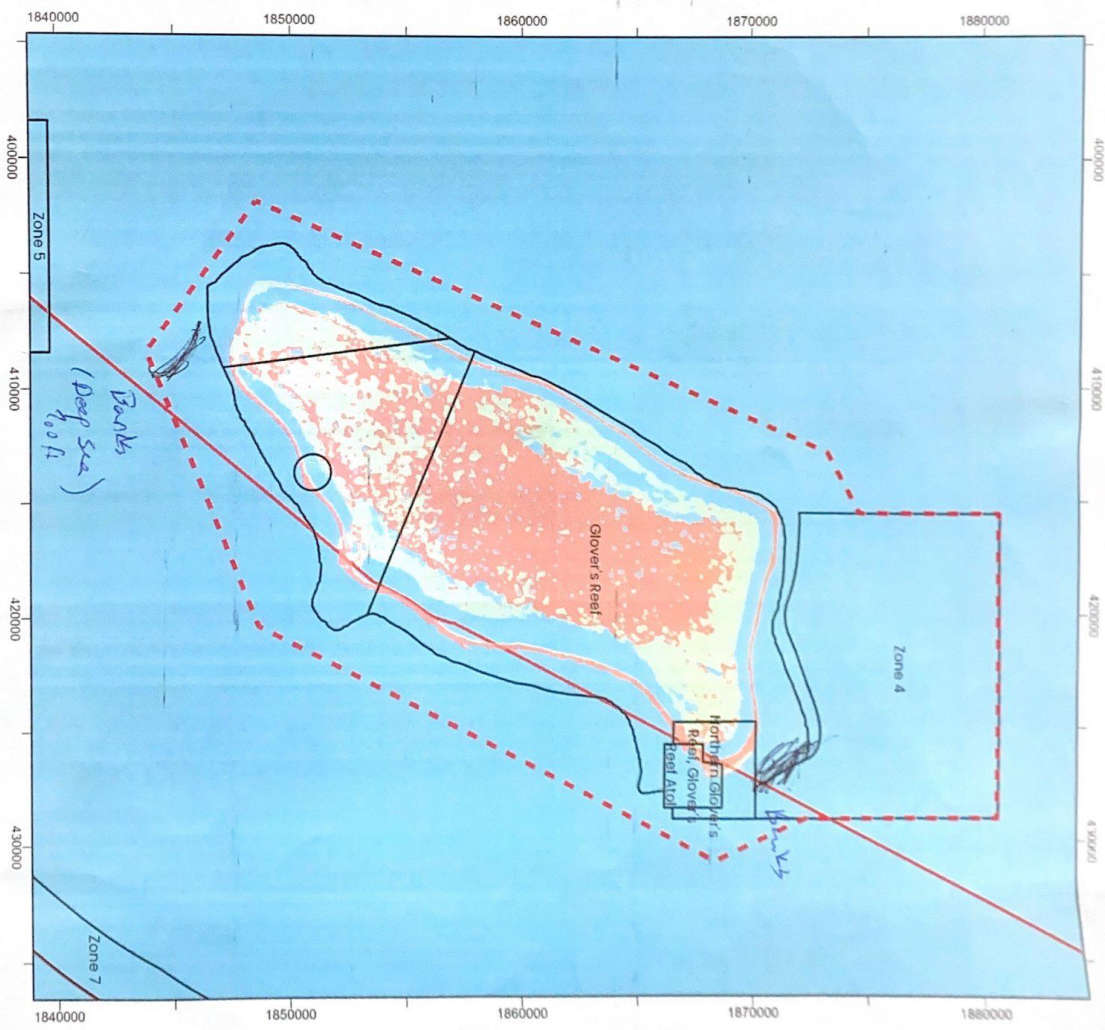 1840000
1850000
1860000
1870000
1880000
400000
410000
420000
430000
400000
410000
420000
430000
Zone 5
Banks
(Deep Sea)
Glover's Reef
Zone 4
Northern Glover's
Reef, Glover's
Reef Atoll
Banks
Zone 7
1840000
1850000
1860000
1870000
1880000